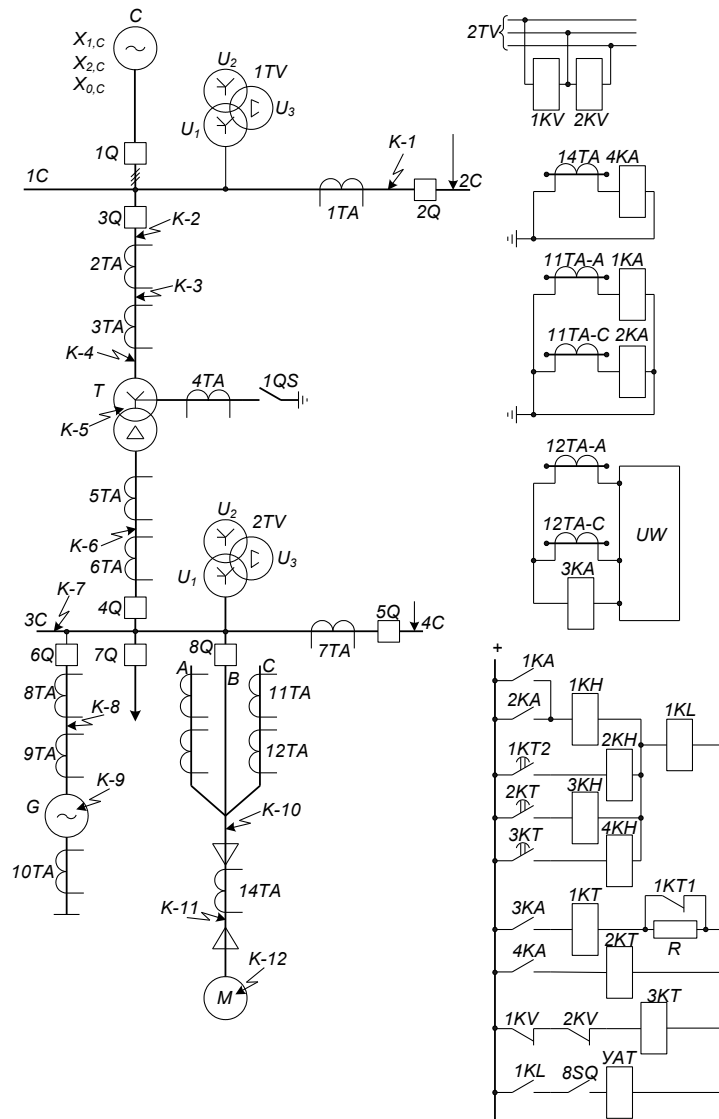 C
X1,C
X2,C
X0,C
U2
1TV
U1
U3
1Q
1C
K-1
2C
1TA
2Q
3Q
K-2
2TA
K-3
3TA
K-4
T
4TA
1QS
K-5
5TA
K-6
6TA
U2
2TV
U1
U3
K-7
4Q
3C
5Q
4C
7TA
6Q
7Q
8Q
A
B
C
8TA
K-8
9TA
11TA
12TA
G
K-9
10TA
K-10
14TA
K-11
K-12
M
2TV
1KV
2KV
14TA
4KA
11TA-A
1KA
11TA-C
2KA
12TA-A
12TA-C
UW
3KA
+
1KA
1KH
1KL
2KA
2KH
1KT2
3KH
2KT
4KH
3KT
1KT1
3KA
1KT
R
4KA
2KT
3KT
1KV
2KV
1KL
8SQ
УАТ